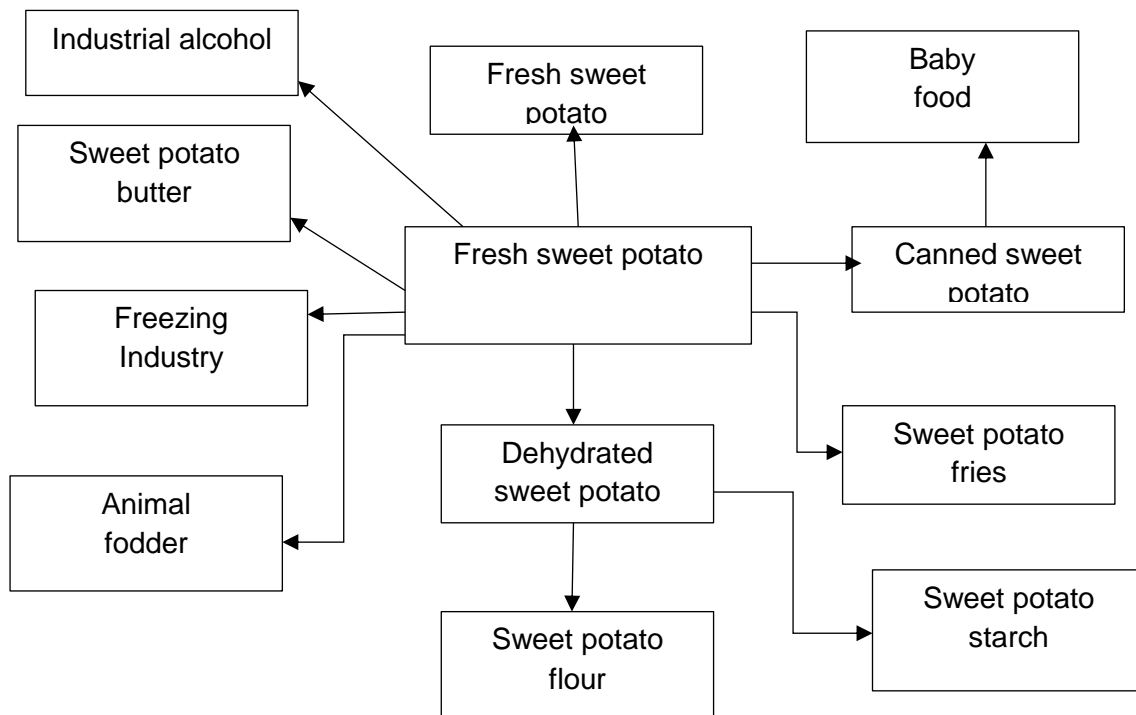 Industrial alcohol
Fresh sweet
potato
Baby
food
Sweet potato
butter
Fresh sweet potato
Canned sweet
potato
Freezing
Industry
Sweet potato
fries
Dehydrated
sweet potato
Animal
fodder
Sweet potato
starch
Sweet potato
flour